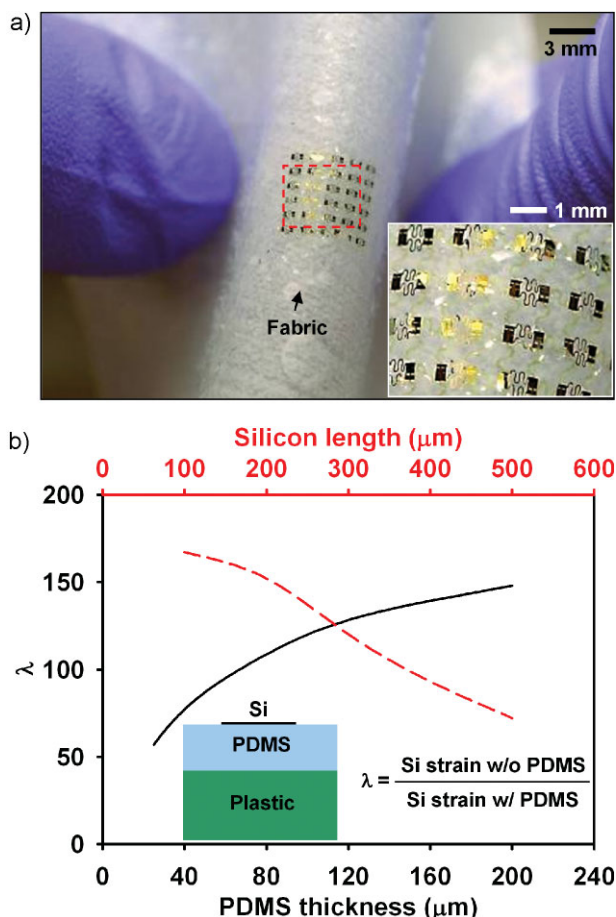 a)
3 mm
1 mm
Fabric
b)
Silicon length (μm)
0 100 200 300 400 500 600
200
150
100
50
0
λ
Si
PDMS
Plastic
λ = Si strain w/o PDMS
Si strain w/ PDMS
0 40 80 120 160 200 240
PDMS thickness (μm)